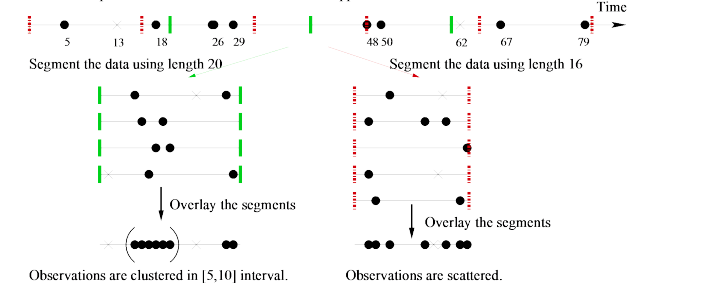 Time
5 13 18 26 29 48 50 62 67 79
Segment the data using length 20
Segment the data using length 16
Overlay the segments
Overlay the segments
Observations are clustered in [5,10] interval.
Observations are scattered.